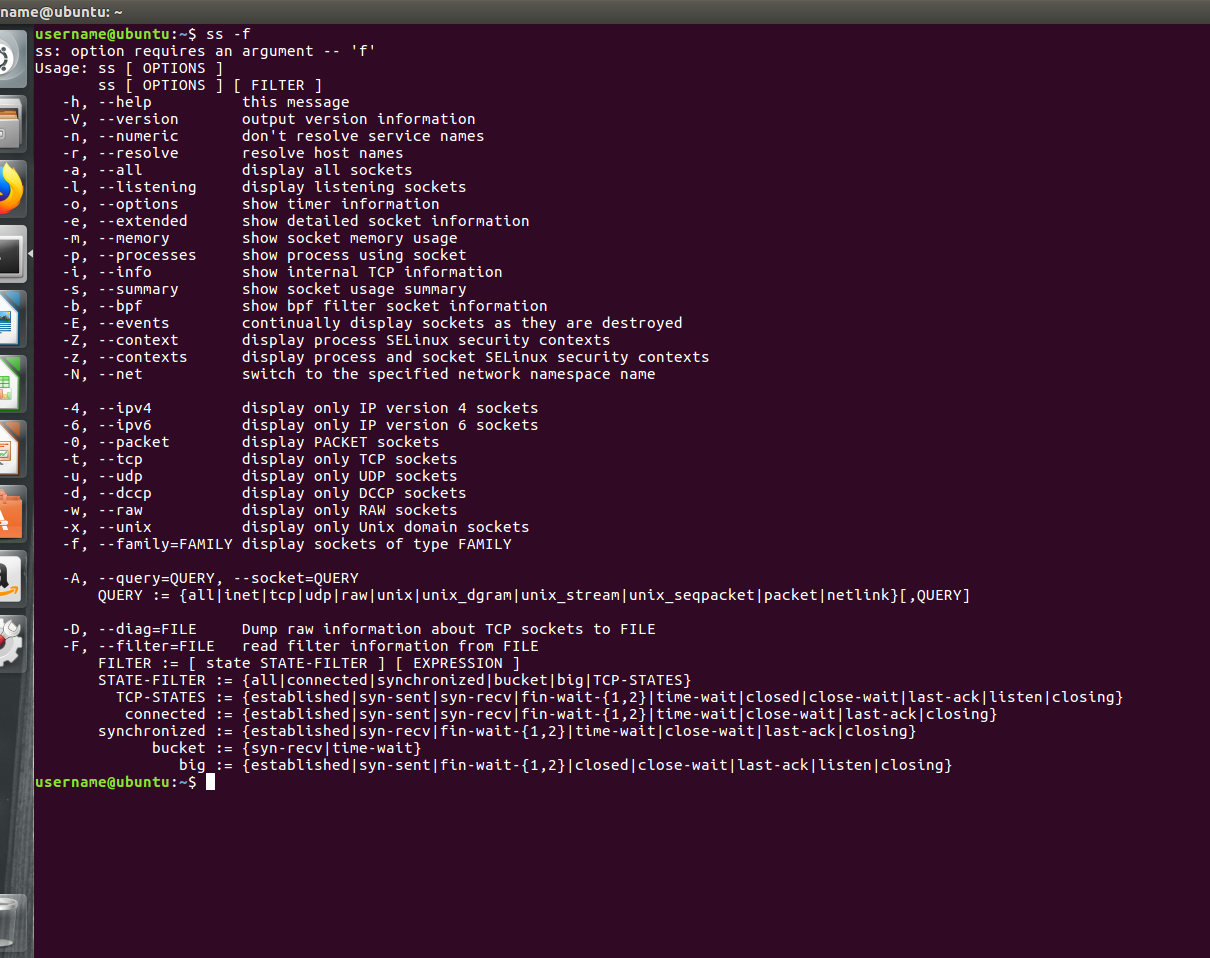 name@ubuntu: ~
username@ubuntu:~$ ss -f
ss: option requires an argument -- 'f'
Usage: ss [ OPTIONS ]
       ss [ OPTIONS ] [ FILTER ]
   -h, --help          this message
   -V, --version       output version information
   -n, --numeric       don't resolve service names
   -r, --resolve       resolve host names
   -a, --all           display all sockets
   -l, --listening     display listening sockets
   -o, --options       show timer information
   -e, --extended      show detailed socket information
   -m, --memory        show socket memory usage
   -p, --processes     show process using socket
   -i, --info          show internal TCP information
   -s, --summary       show socket usage summary
   -b, --bpf           show bpf filter socket information
   -E, --events        continually display sockets as they are destroyed
   -Z, --context       display process SELinux security contexts
   -z, --contexts      display process and socket SELinux security contexts
   -N, --net           switch to the specified network namespace name

   -4, --ipv4          display only IP version 4 sockets
   -6, --ipv6          display only IP version 6 sockets
   -0, --packet        display PACKET sockets
   -t, --tcp           display only TCP sockets
   -u, --udp           display only UDP sockets
   -d, --dccp          display only DCCP sockets
   -w, --raw           display only RAW sockets
   -x, --unix          display only Unix domain sockets
   -f, --family=FAMILY display sockets of type FAMILY

   -A, --query=QUERY, --socket=QUERY
       QUERY := {all|inet|tcp|udp|raw|unix|unix_dgram|unix_stream|unix_seqpacket|packet|netlink}[,QUERY]

   -D, --diag=FILE     Dump raw information about TCP sockets to FILE
   -F, --filter=FILE   read filter information from FILE
       FILTER := [ state STATE-FILTER ] [ EXPRESSION ]
       STATE-FILTER := {all|connected|synchronized|bucket|big|TCP-STATES}
         TCP-STATES := {established|syn-sent|syn-recv|fin-wait-{1,2}|time-wait|closed|close-wait|last-ack|listen|closing}
          connected := {established|syn-sent|syn-recv|fin-wait-{1,2}|time-wait|close-wait|last-ack|closing}
       synchronized := {established|syn-recv|fin-wait-{1,2}|time-wait|close-wait|last-ack|closing}
             bucket := {syn-recv|time-wait}
                big := {established|syn-sent|fin-wait-{1,2}|closed|close-wait|last-ack|listen|closing}
username@ubuntu:~$